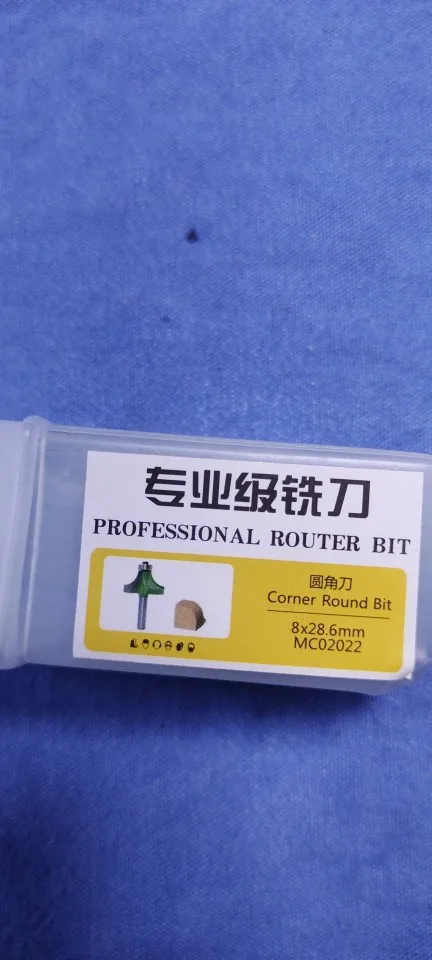 专业级铣刀
PROFESSIONAL ROUTER BIT
圆角刀
Corner Round Bit
8x28.6mm
MC02022